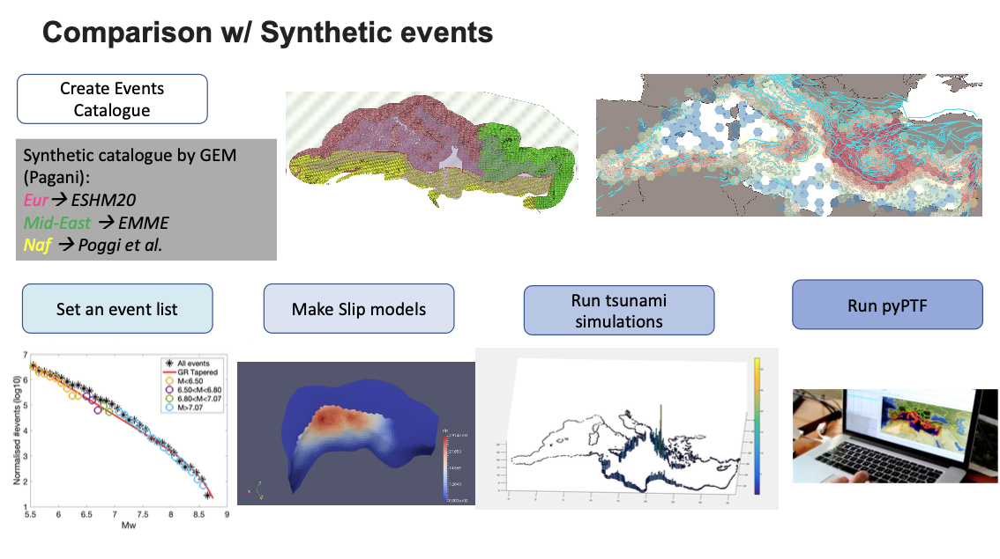 Comparison w/ Synthetic events
Create Events
Catalogue
Synthetic catalogue by GEM
(Pagani):
Eur→ ESHM20
Mid-East → EMME
Naf → Poggi et al.
Set an event list
Make Slip models
Run tsunami
simulations
Run pyPTF
Normalised #events (log10)
7
6
5
4
3
2
1
All events
GR Tapered
M<6.50
6.50<M<6.80
6.80<M<7.07
M>7.07
5.5 6 6.5 7 7.5 8 8.5 9
Mw